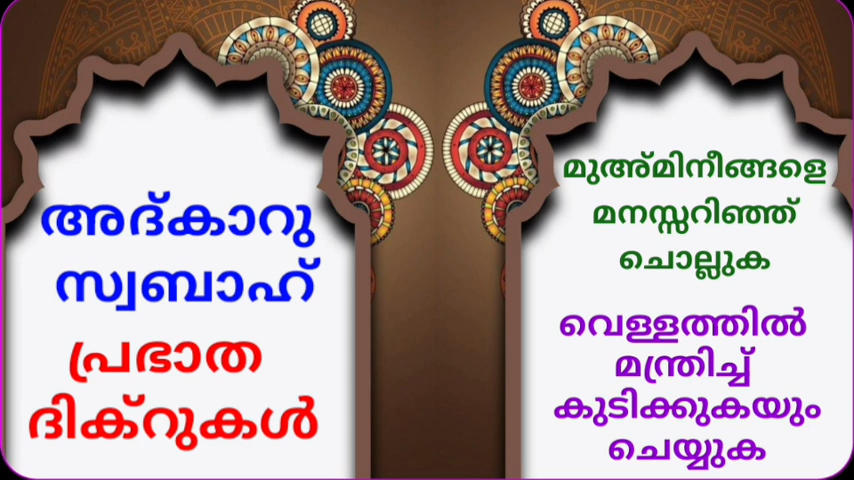 അദ്കാറു
സ്വബാഹ്
പ്രഭാത
ദിക്റുകൾ
മുഅ്മിനീങ്ങളെ
മനസ്സറിഞ്ഞ്
ചൊല്ലുക
വെള്ളത്തിൽ
മന്ത്രിച്ച്
കുടിക്കുകയും
ചെയ്യുക